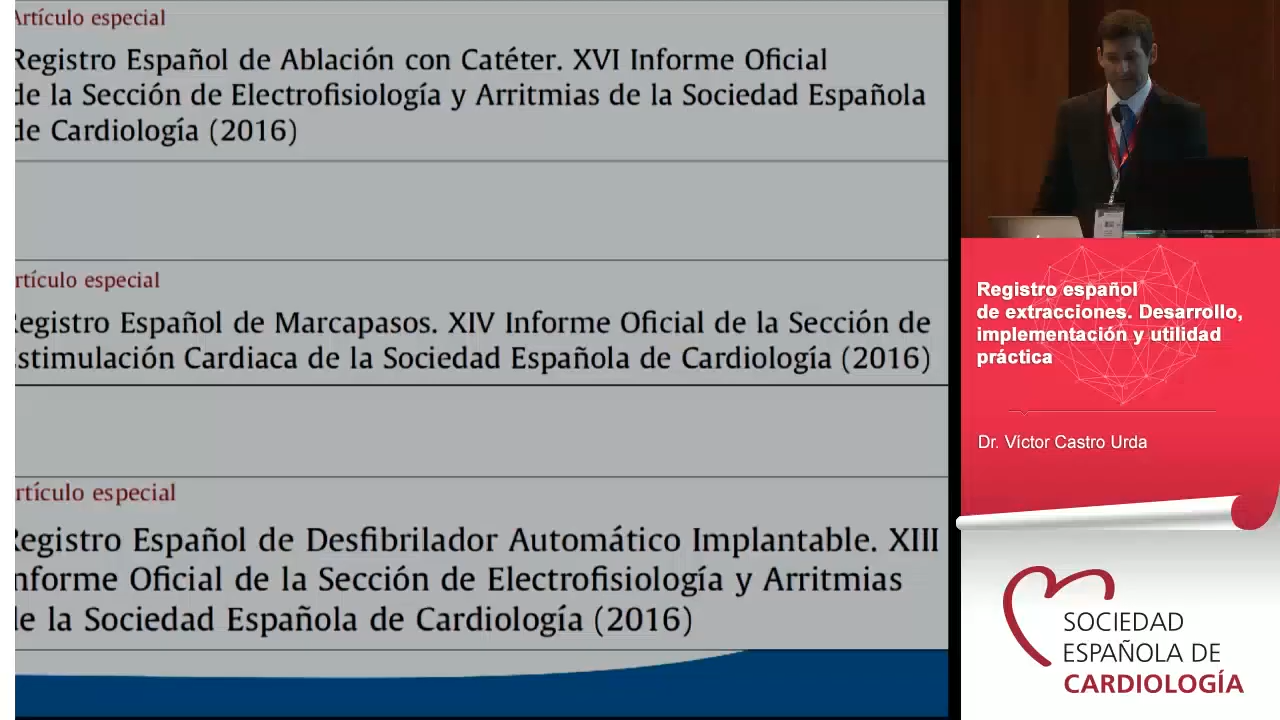 Artículo especial
Registro Español de Ablación con Catéter. XVI Informe Oficial
de la Sección de Electrofisiología y Arritmias de la Sociedad Española
de Cardiología (2016)
rtículo especial
egistro Español de Marcapasos. XIV Informe Oficial de la Sección de
stimulación Cardiaca de la Sociedad Española de Cardiología (2016)
rtículo especial
Registro Español de Desfibrilador Automático Implantable. XIII
nforme Oficial de la Sección de Electrofisiología y Arritmias
de la Sociedad Española de Cardiología (2016)
Registro español
de extracciones. Desarrollo,
implementación y utilidad
práctica
Dr. Víctor Castro Urda
SOCIEDAD
ESPAÑOLA DE
CARDIOLOGÍA